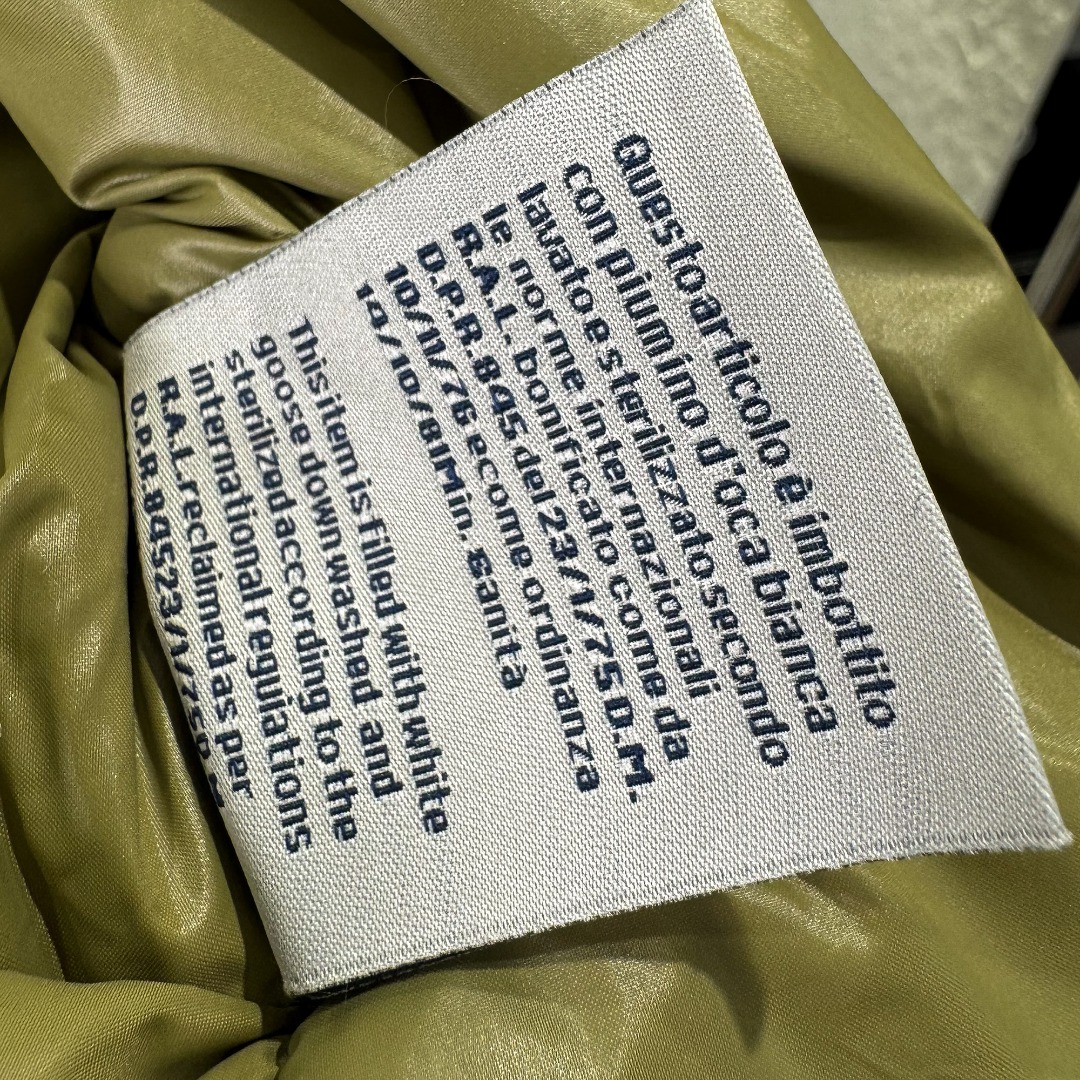 Questo articolo è imbottito
con piumino d'oca bianca
lavato e sterilizzato secondo
le norme internazionali
R.A.L. bonificato come da
D.P.R. 845 del 23/1/75 D.M.
10/11/76 e come ordinanza
14/10/81 Min. sanità
This item is filled with white
goose down washed and
sterilized according to the
international regulations
R.A.L. reclaimed as per
D.P.R 845 23/1/75 D.M